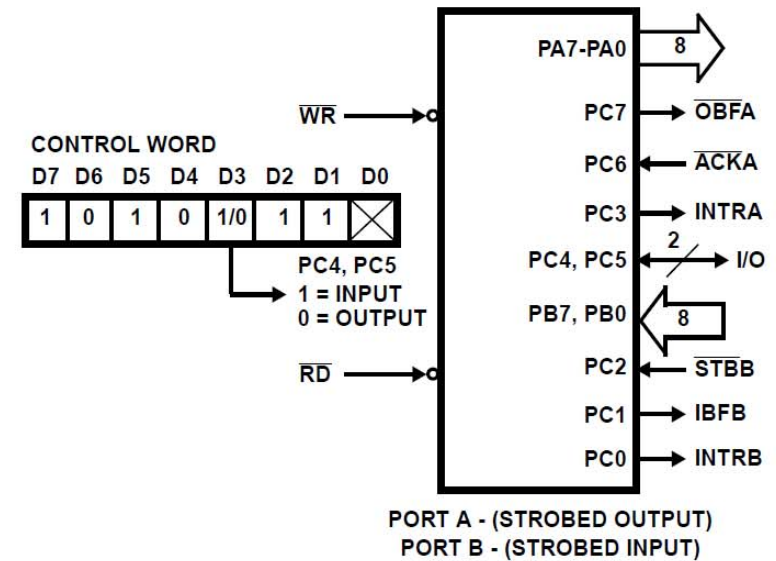 PA7-PA0
8
WR
PC7
OBFA
CONTROL WORD
PC6
ACKA
D7 D6 D5 D4 D3 D2 D1 D0
1 0 1 0 1/0 1 1
PC3
INTRA
2
PC4, PC5
PC4, PC5
I/O
1 = INPUT
0 = OUTPUT
PB7, PB0
8
RD
PC2
STBB
PC1
IBFB
PC0
INTRB
PORT A - (STROBED OUTPUT)
PORT B - (STROBED INPUT)